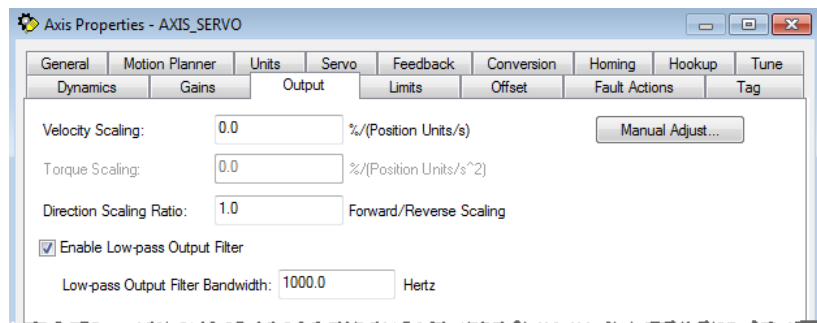 Axis Properties - AXIS_SERVO
General Motion Planner Units Servo Feedback Conversion Homing Hookup Tune
Dynamics Gains Output Limits Offset Fault Actions Tag
Velocity Scaling: 0.0 %/(Position Units/s) Manual Adjust...
Torque Scaling: 0.0 %/(Position Units/s^2)
Direction Scaling Ratio: 1.0 Forward/Reverse Scaling
Enable Low-pass Output Filter
Low-pass Output Filter Bandwidth: 1000.0 Hertz